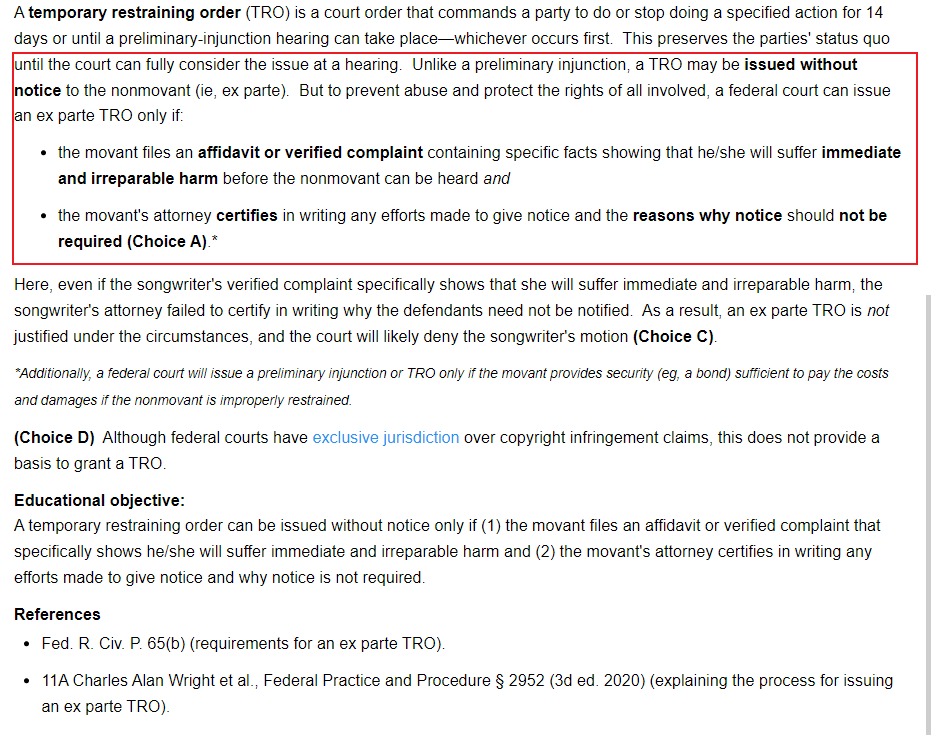 A temporary restraining order (TRO) is a court order that commands a party to do or stop doing a specified action for 14
days or until a preliminary-injunction hearing can take place—whichever occurs first.  This preserves the parties' status quo
until the court can fully consider the issue at a hearing.  Unlike a preliminary injunction, a TRO may be issued without
notice to the nonmovant (ie, ex parte).  But to prevent abuse and protect the rights of all involved, a federal court can issue
an ex parte TRO only if:
• the movant files an affidavit or verified complaint containing specific facts showing that he/she will suffer immediate
and irreparable harm before the nonmovant can be heard and
• the movant's attorney certifies in writing any efforts made to give notice and the reasons why notice should not be
required (Choice A).*
Here, even if the songwriter's verified complaint specifically shows that she will suffer immediate and irreparable harm, the
songwriter's attorney failed to certify in writing why the defendants need not be notified.  As a result, an ex parte TRO is not
justified under the circumstances, and the court will likely deny the songwriter's motion (Choice C).
*Additionally, a federal court will issue a preliminary injunction or TRO only if the movant provides security (eg, a bond) sufficient to pay the costs
and damages if the nonmovant is improperly restrained.
(Choice D)  Although federal courts have exclusive jurisdiction over copyright infringement claims, this does not provide a
basis to grant a TRO.
Educational objective:
A temporary restraining order can be issued without notice only if (1) the movant files an affidavit or verified complaint that
specifically shows he/she will suffer immediate and irreparable harm and (2) the movant's attorney certifies in writing any
efforts made to give notice and why notice is not required.
References
• Fed. R. Civ. P. 65(b) (requirements for an ex parte TRO).
• 11A Charles Alan Wright et al., Federal Practice and Procedure § 2952 (3d ed. 2020) (explaining the process for issuing
an ex parte TRO).